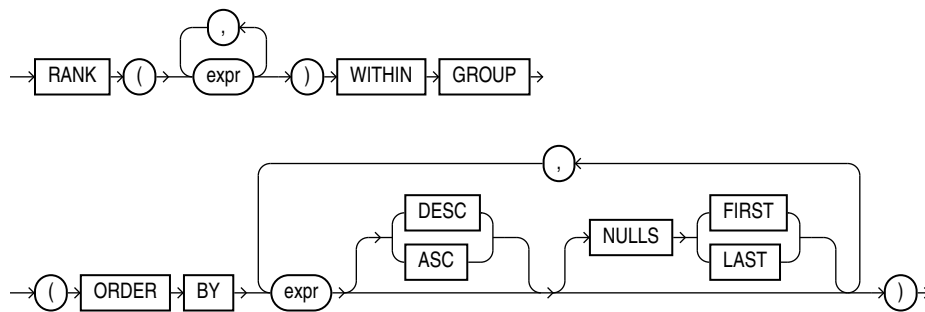 ,
RANK ( expr ) WITHIN GROUP
,
DESC FIRST
NULLS
ASC LAST
( ORDER BY expr )